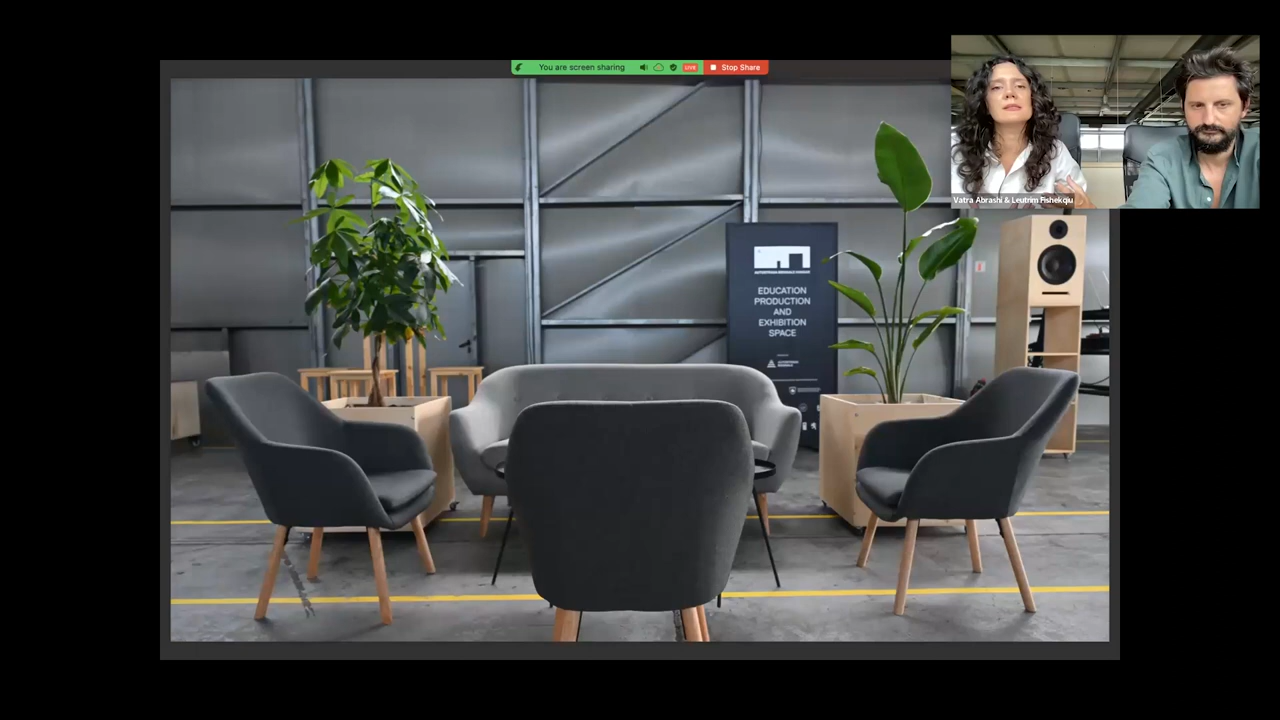 You are screen sharing
LIVE
Stop Share
Vatra Abrashi & Leutrim Fishekqiu
EDUCATION
PRODUCTION
AND
EXHIBITION
SPACE